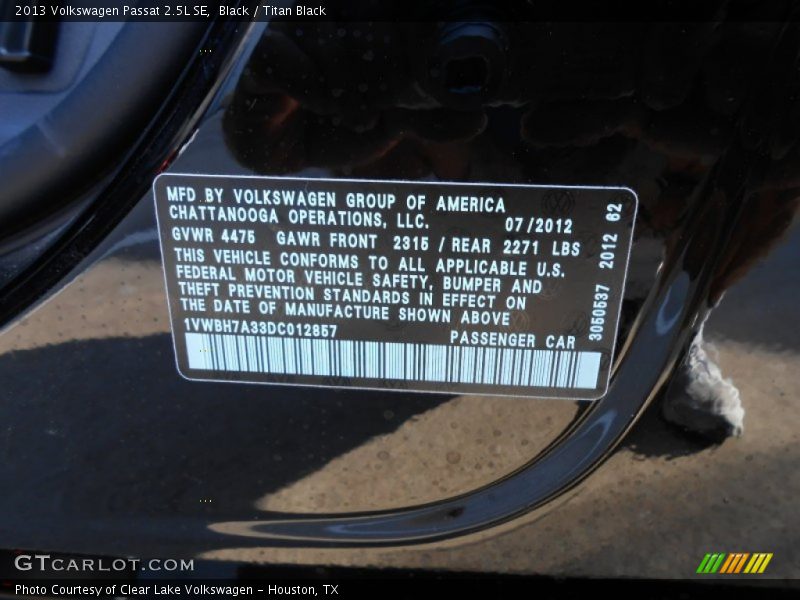 2013 Volkswagen Passat 2.5L SE,  Black / Titan Black
MFD BY VOLKSWAGEN GROUP OF AMERICA
CHATTANOOGA OPERATIONS, LLC. 07/2012
GVWR 4475 GAWR FRONT 2315 / REAR 2271 LBS
THIS VEHICLE CONFORMS TO ALL APPLICABLE U.S.
FEDERAL MOTOR VEHICLE SAFETY, BUMPER AND
THEFT PREVENTION STANDARDS IN EFFECT ON
THE DATE OF MANUFACTURE SHOWN ABOVE
1VWBH7A33DC012857 PASSENGER CAR
3050537 2012 62
GTCARLOT.COM
Photo Courtesy of Clear Lake Volkswagen - Houston, TX